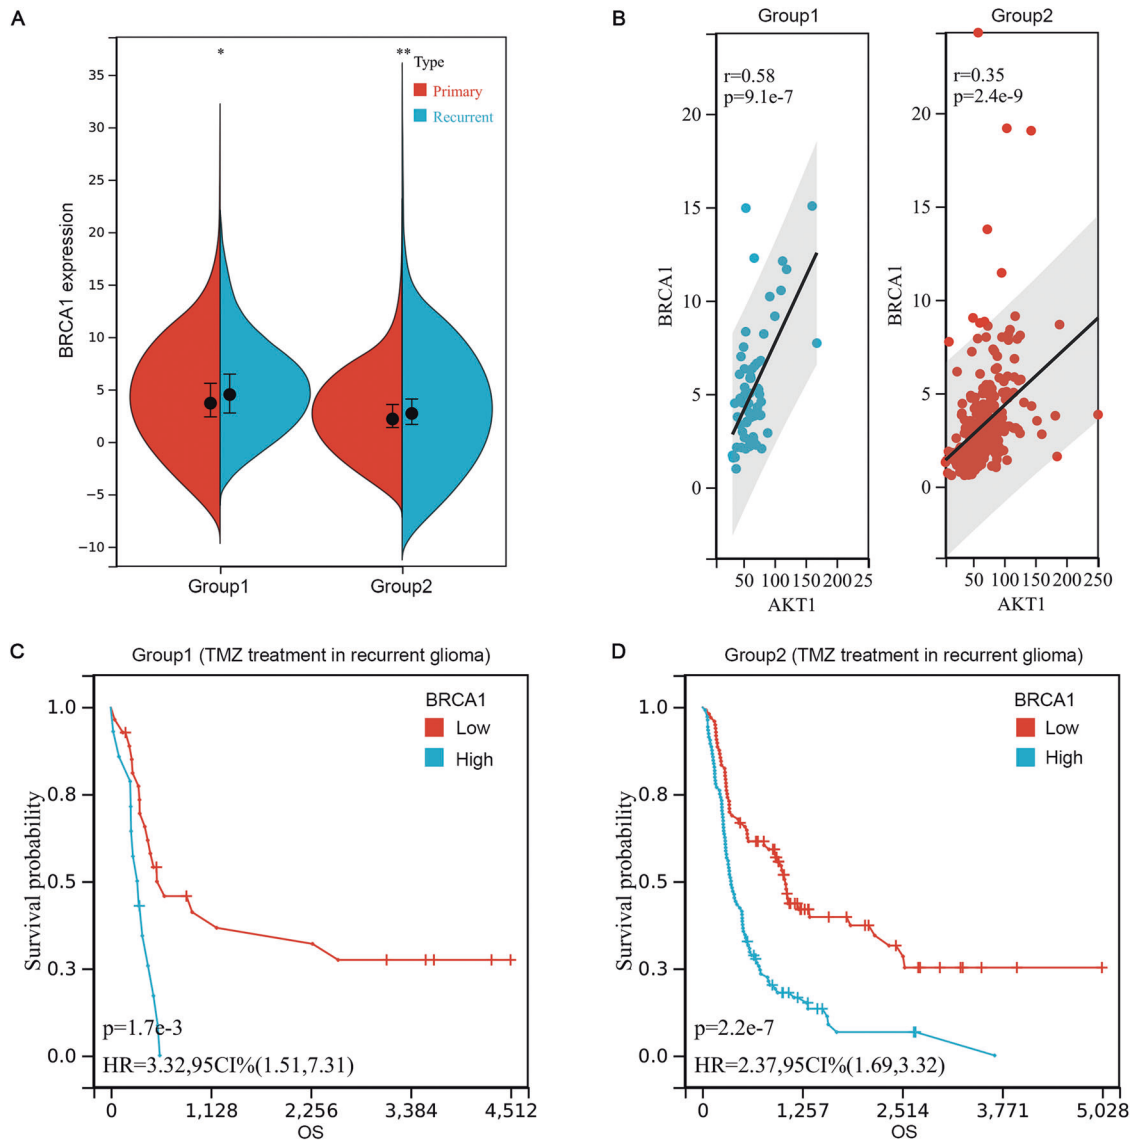 A
*
**
Type
Primary
Recurrent
BRCA1 expression
35
30
25
20
15
10
5
0
−5
−10
Group1
Group2
B
Group1
Group2
r=0.58
p=9.1e-7
r=0.35
p=2.4e-9
BRCA1
20
15
10
5
0
BRCA1
20
15
10
5
0
50 100 150 200 25
AKT1
50 100 150 200 250
AKT1
C
Group1 (TMZ treatment in recurrent glioma)
BRCA1
Low
High
Survival probability
1.0
0.8
0.5
0.3
0.0
p=1.7e-3
HR=3.32,95CI%(1.51,7.31)
0 1,128 2,256 3,384 4,512
OS
D
Group2 (TMZ treatment in recurrent glioma)
BRCA1
Low
High
Survival probability
1.0
0.8
0.5
0.3
0.0
p=2.2e-7
HR=2.37,95CI%(1.69,3.32)
0 1,257 2,514 3,771 5,028
OS